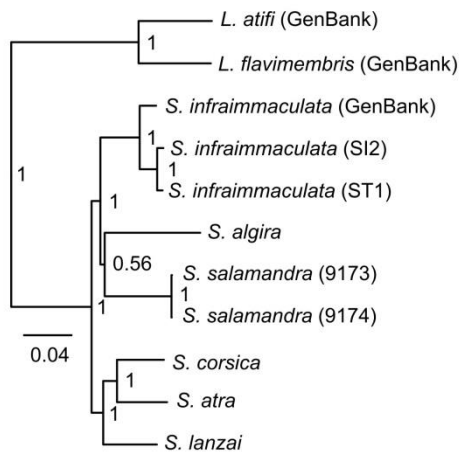 L. atifi (GenBank)
1
L. flavimembris (GenBank)
S. infraimmaculata (GenBank)
1
S. infraimmaculata (SI2)
1
1
S. infraimmaculata (ST1)
1
S. algira
0.56
S. salamandra (9173)
1
1
S. salamandra (9174)
0.04
S. corsica
1
S. atra
1
S. lanzai